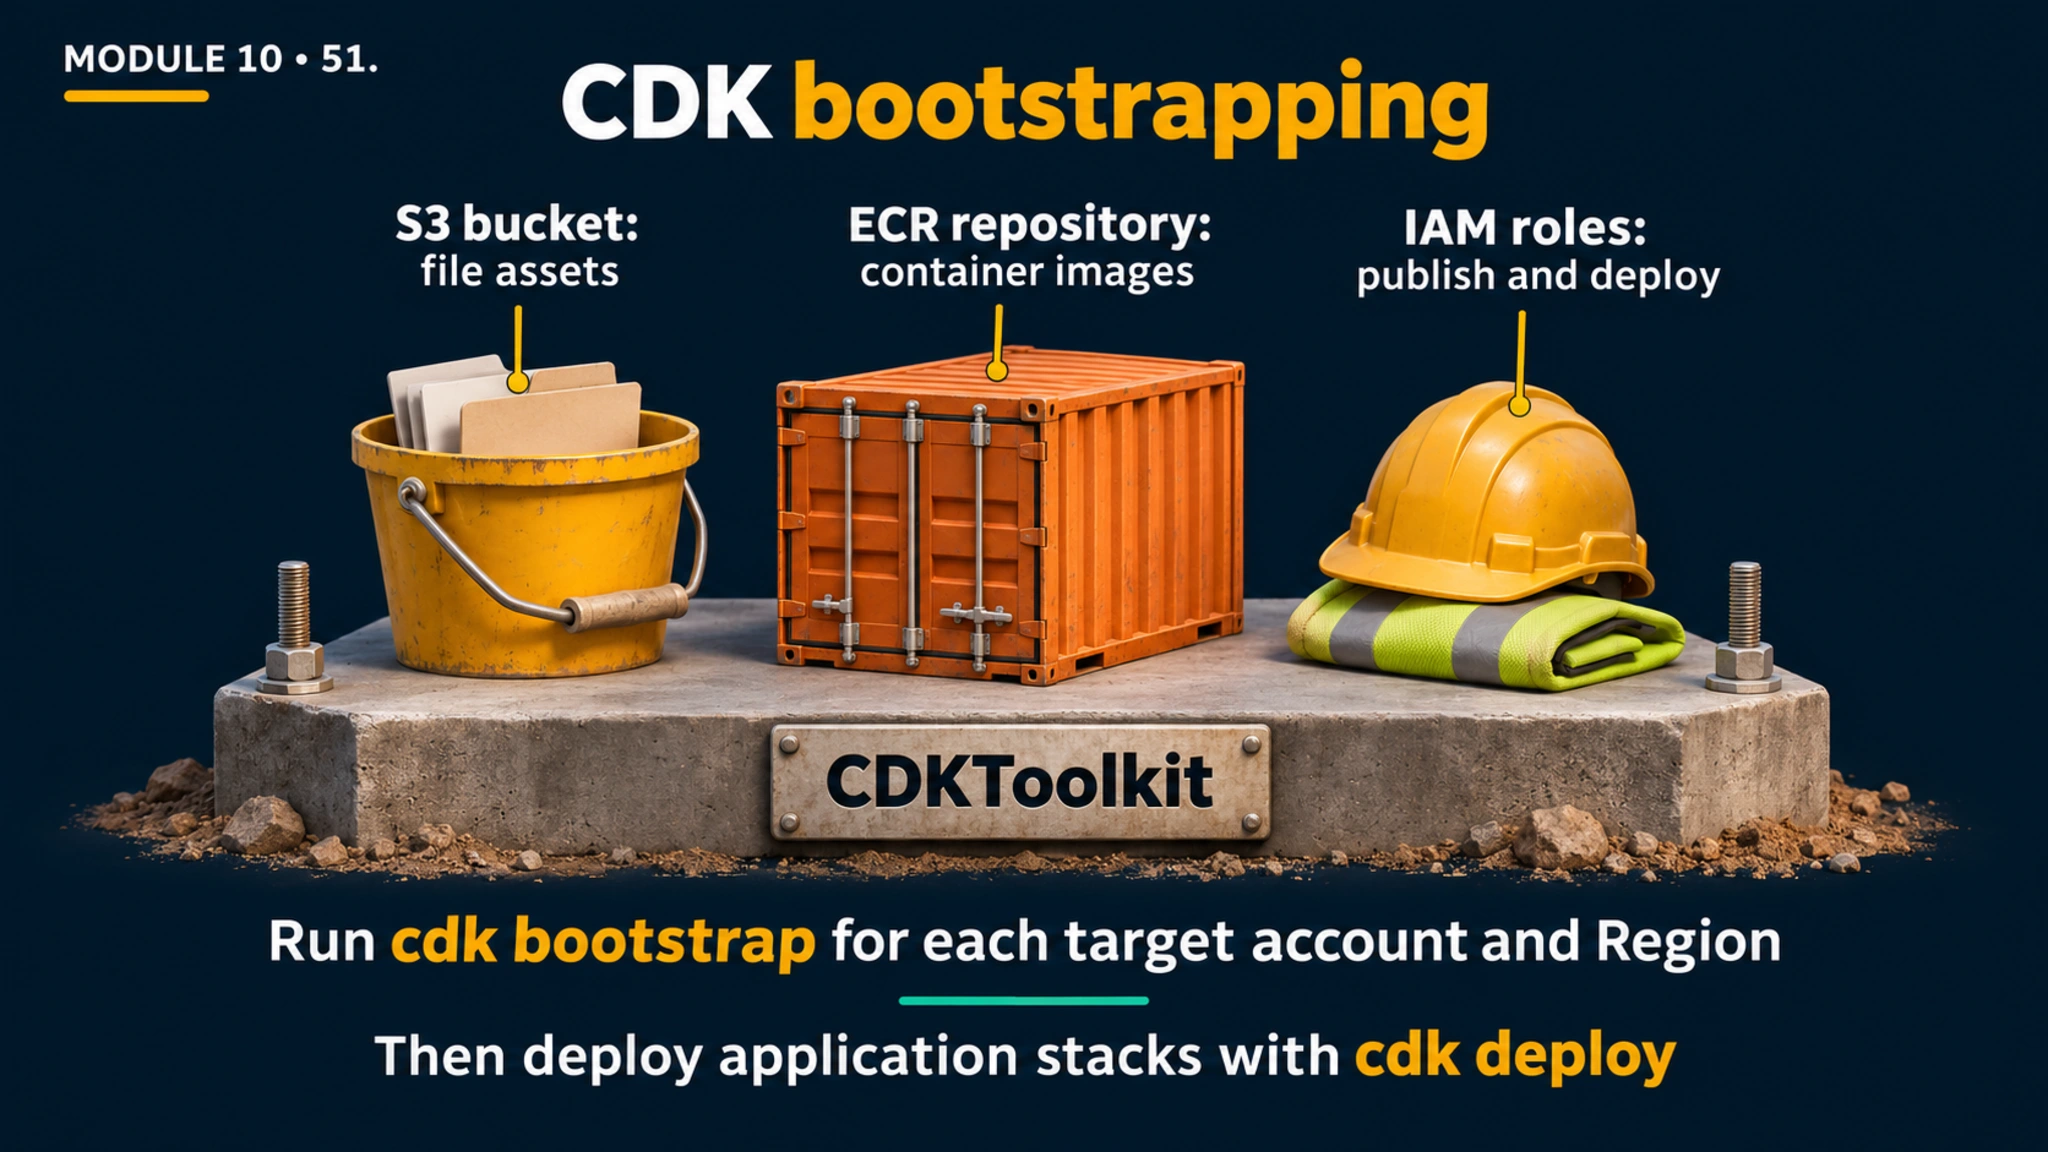 MODULE 10 • 51.
CDK bootstrapping
S3 bucket:
file assets
ECR repository:
container images
IAM roles:
publish and deploy
CDKToolkit
Run cdk bootstrap for each target account and Region
Then deploy application stacks with cdk deploy